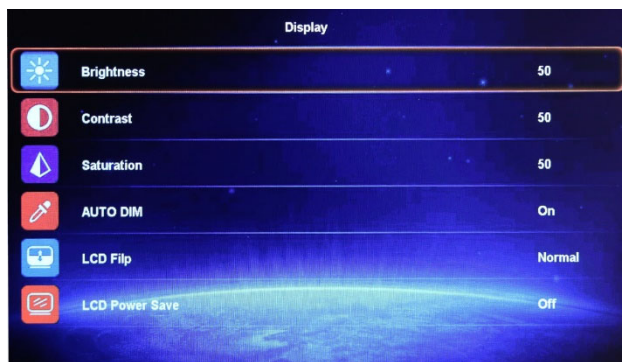 Display
Brightness 50
Contrast 50
Saturation 50
AUTO DIM On
LCD Filp Normal
LCD Power Save Off